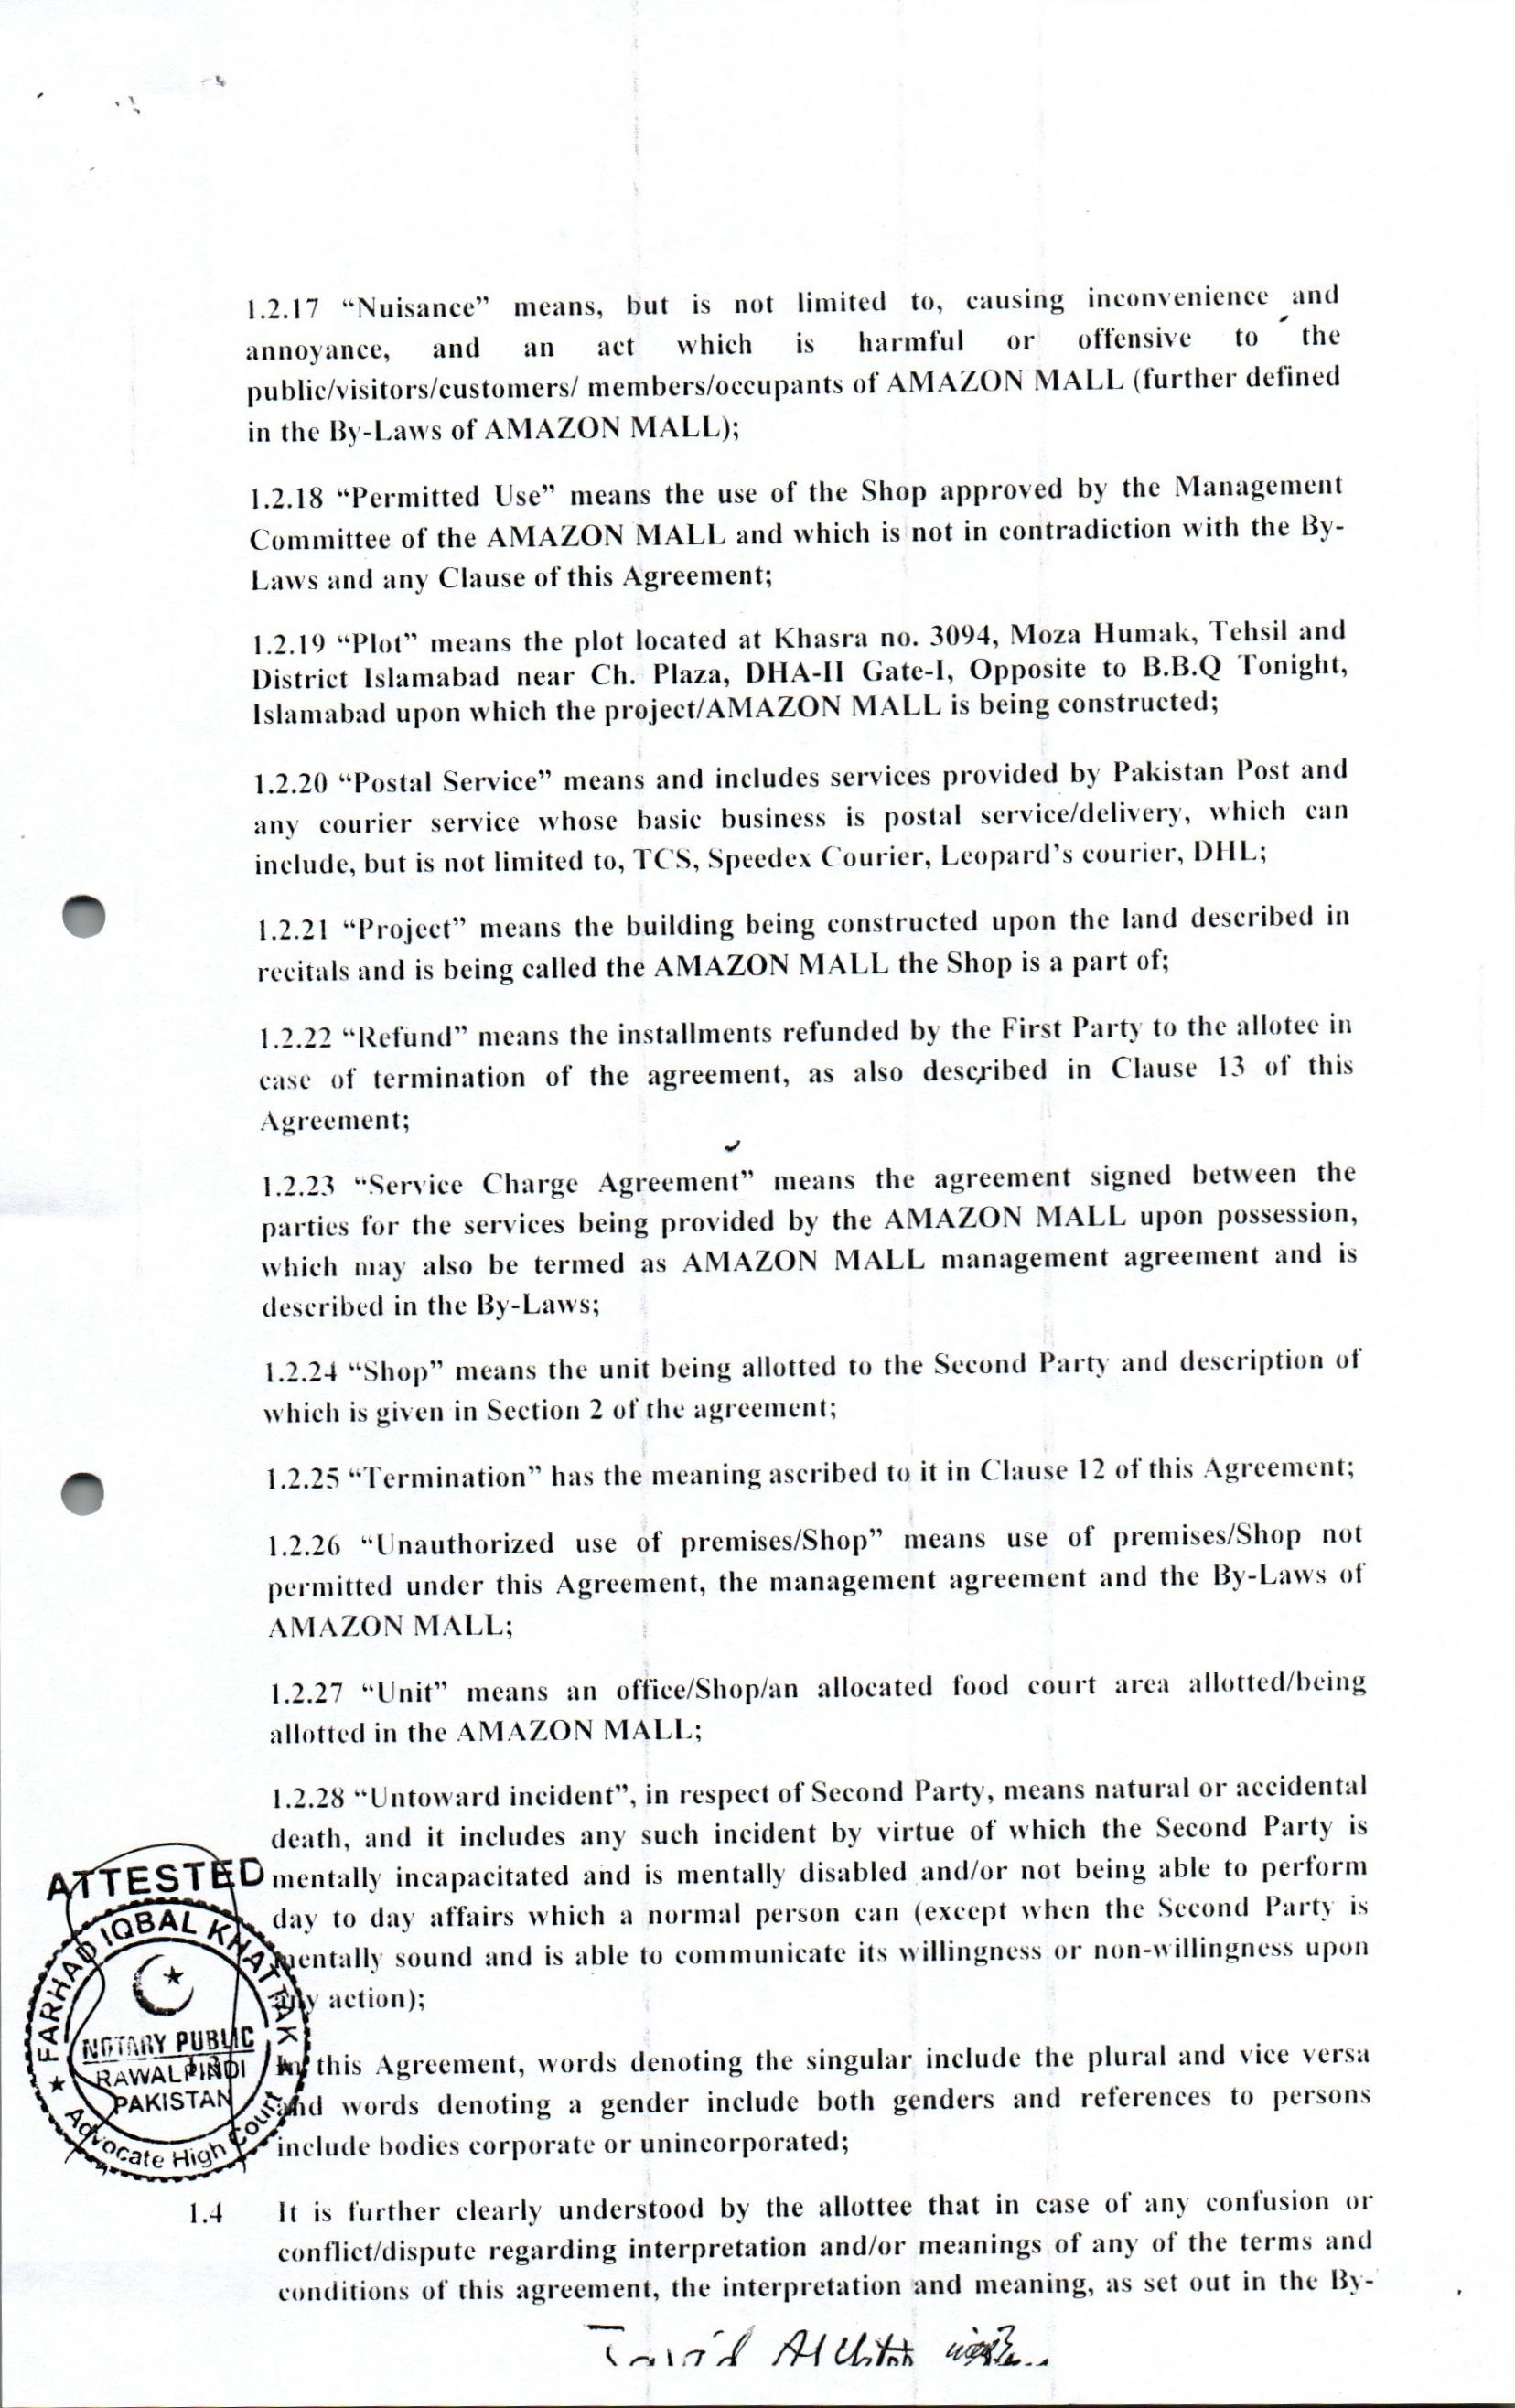 1.2.17 “Nuisance” means, but is not limited to, causing inconvenience and
annoyance, and an act which is harmful or offensive to the
public/visitors/customers/ members/occupants of AMAZON MALL (further defined
in the By-Laws of AMAZON MALL);
1.2.18 “Permitted Use” means the use of the Shop approved by the Management
Committee of the AMAZON MALL and which is not in contradiction with the By-
Laws and any Clause of this Agreement;
1.2.19 “Plot” means the plot located at Khasra no. 3094, Moza Humak, Tehsil and
District Islamabad near Ch. Plaza, DHA-II Gate-I, Opposite to B.B.Q Tonight,
Islamabad upon which the project/AMAZON MALL is being constructed;
1.2.20 “Postal Service” means and includes services provided by Pakistan Post and
any courier service whose basic business is postal service/delivery, which can
include, but is not limited to, TCS, Speedex Courier, Leopard’s courier, DHL;
1.2.21 “Project” means the building being constructed upon the land described in
recitals and is being called the AMAZON MALL the Shop is a part of;
1.2.22 “Refund” means the installments refunded by the First Party to the allotee in
case of termination of the agreement, as also described in Clause 13 of this
Agreement;
1.2.23 “Service Charge Agreement” means the agreement signed between the
parties for the services being provided by the AMAZON MALL upon possession,
which may also be termed as AMAZON MALL management agreement and is
described in the By-Laws;
1.2.24 “Shop” means the unit being allotted to the Second Party and description of
which is given in Section 2 of the agreement;
1.2.25 “Termination” has the meaning ascribed to it in Clause 12 of this Agreement;
1.2.26 “Unauthorized use of premises/Shop” means use of premises/Shop not
permitted under this Agreement, the management agreement and the By-Laws of
AMAZON MALL;
1.2.27 “Unit” means an office/Shop/an allocated food court area allotted/being
allotted in the AMAZON MALL;
1.2.28 “Untoward incident”, in respect of Second Party, means natural or accidental
death, and it includes any such incident by virtue of which the Second Party is
mentally incapacitated and is mentally disabled and/or not being able to perform
day to day affairs which a normal person can (except when the Second Party is
mentally sound and is able to communicate its willingness or non-willingness upon
any action);
In this Agreement, words denoting the singular include the plural and vice versa
and words denoting a gender include both genders and references to persons
include bodies corporate or unincorporated;
1.4 It is further clearly understood by the allottee that in case of any confusion or
conflict/dispute regarding interpretation and/or meanings of any of the terms and
conditions of this agreement, the interpretation and meaning, as set out in the By-
ATTESTED
FARHAD IQBAL KHATTAK
NOTARY PUBLIC
RAWALPINDI
PAKISTAN
Advocate High Court